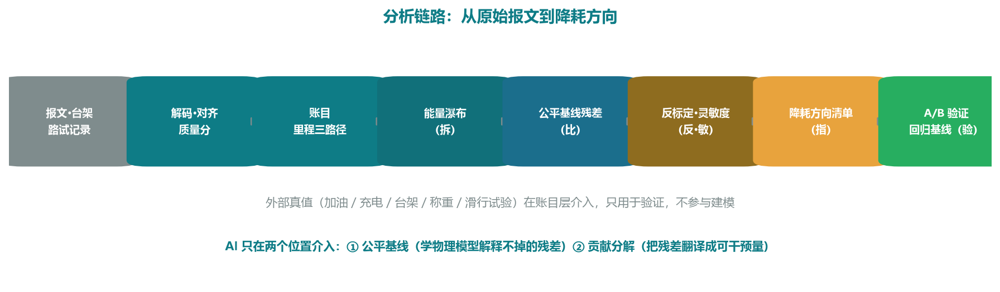 分析链路：从原始报文到降耗方向
报文·台架
路试记录
解码·对齐
质量分
账目
里程三路径
能量瀑布
（拆）
公平基线残差
（比）
反标定·灵敏度
（反·敏）
降耗方向清单
（指）
A/B 验证
回归基线（验）
外部真值（加油 / 充电 / 台架 / 称重 / 滑行试验）在账目层介入，只用于验证，不参与建模
AI 只在两个位置介入：① 公平基线（学物理模型解释不掉的残差）② 贡献分解（把残差翻译成可干预量）